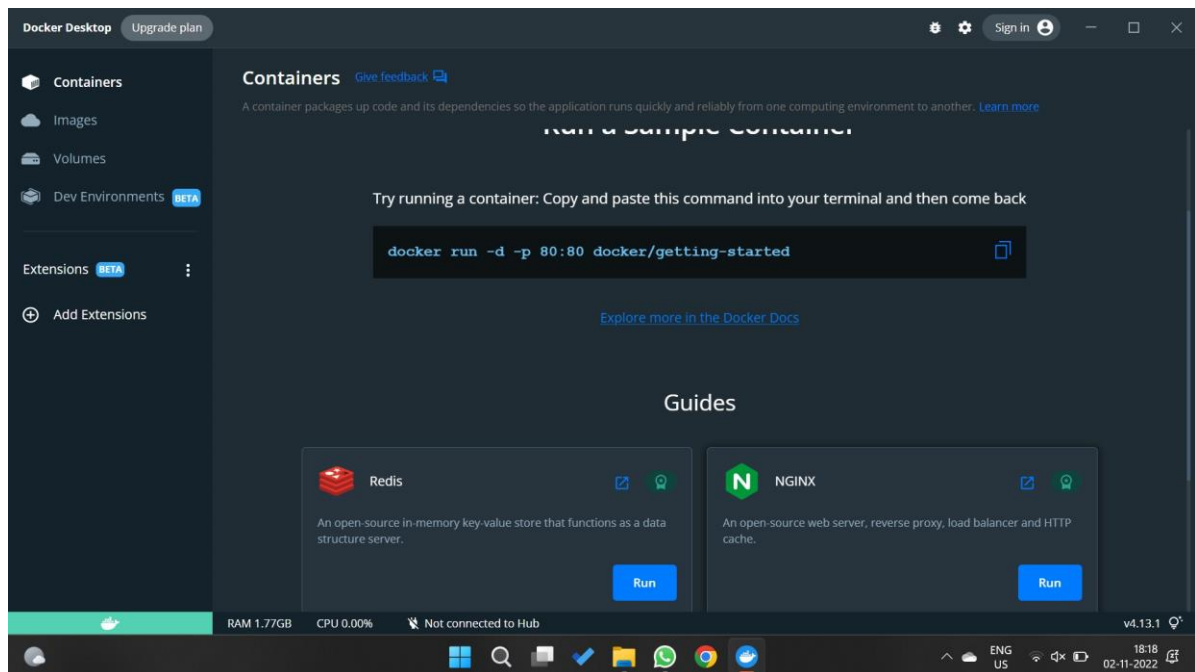 Docker Desktop Upgrade plan Sign in
Containers
Images
Volumes
Dev Environments BETA
Extensions BETA
Add Extensions
Containers Give feedback
A container packages up code and its dependencies so the application runs quickly and reliably from one computing environment to another. Learn more
Run a Sample Container
Try running a container: Copy and paste this command into your terminal and then come back
docker run -d -p 80:80 docker/getting-started
Explore more in the Docker Docs
Guides
Redis
An open-source in-memory key-value store that functions as a data
structure server.
Run
N NGINX
An open-source web server, reverse proxy, load balancer and HTTP
cache.
Run
RAM 1.77GB CPU 0.00% Not connected to Hub v4.13.1
ENG
US
18:18
02-11-2022